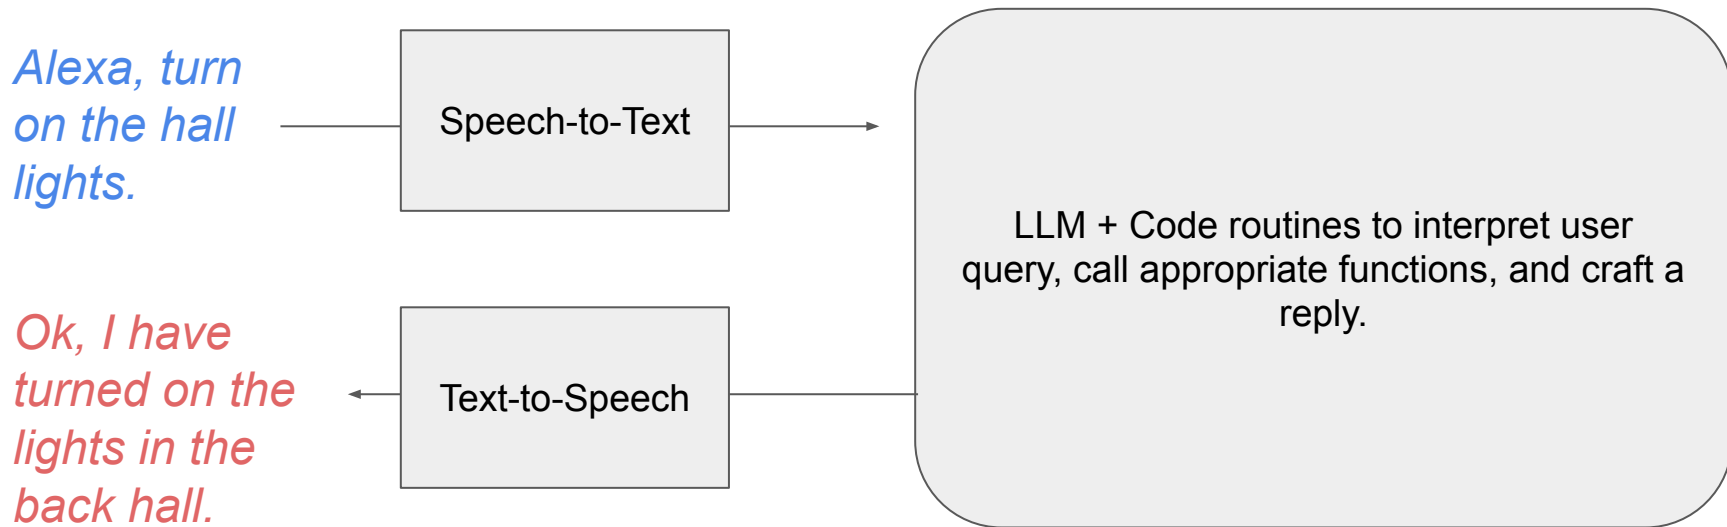 Alexa, turn
on the hall
lights.
Speech-to-Text
LLM + Code routines to interpret user
query, call appropriate functions, and craft a
reply.
Ok, I have
turned on the
lights in the
back hall.
Text-to-Speech